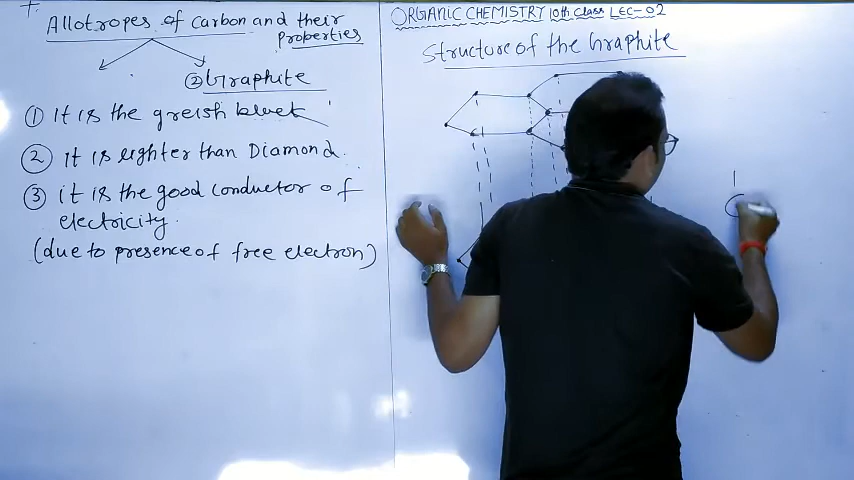 Allotropes of Carbon and their
Properties
② Graphite
① It is the greish
② It is lighter than Diamond.
③ it is the good conductor of
electricity.
(due to presence of free electron)
ORGANIC CHEMISTRY 10th Class LEC-02
Structure of the Graphite